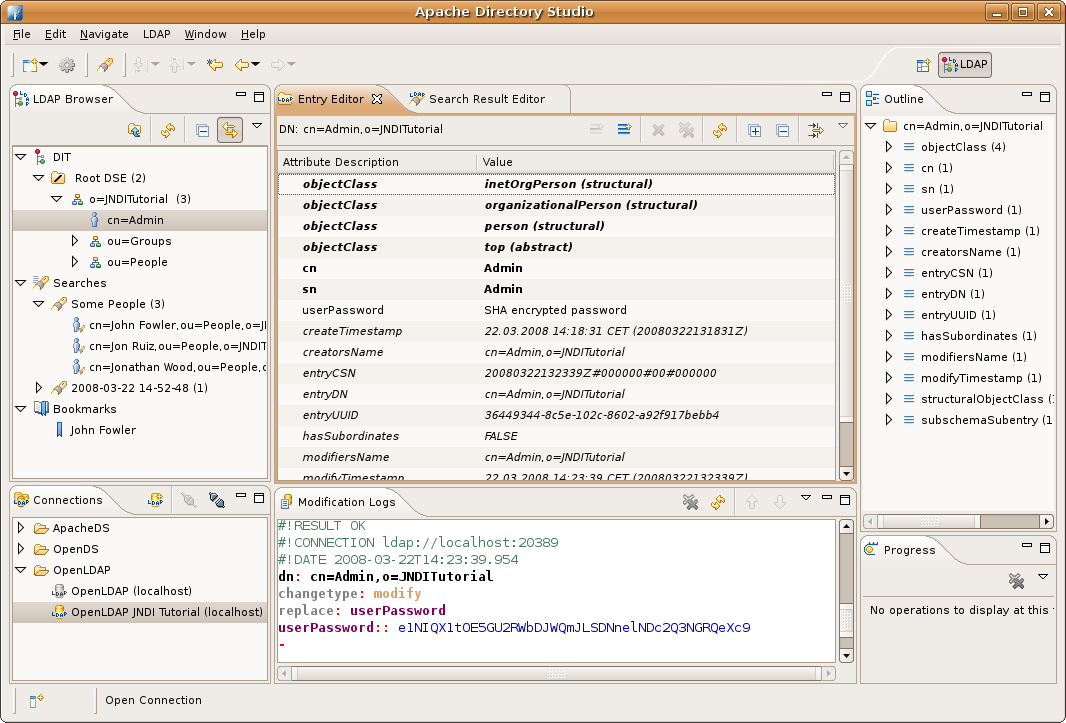 Apache Directory Studio
File Edit Navigate LDAP Window Help
LDAP
LDAP Browser
DIT
Root DSE (2)
o=JNDITutorial (3)
cn=Admin
ou=Groups
ou=People
Searches
Some People (3)
cn=John Fowler,ou=People,o=JI
cn=Jon Ruiz,ou=People,o=JNDIT
cn=Jonathan Wood,ou=People,c
2008-03-22 14-52-48 (1)
Bookmarks
John Fowler
Connections
ApacheDS
OpenDS
OpenLDAP
OpenLDAP (localhost)
OpenLDAP JNDI Tutorial (localhost)
Entry Editor
Search Result Editor
DN: cn=Admin,o=JNDITutorial
Attribute Description Value
objectClass inetOrgPerson (structural)
objectClass organizationalPerson (structural)
objectClass person (structural)
objectClass top (abstract)
cn Admin
sn Admin
userPassword SHA encrypted password
createTimestamp 22.03.2008 14:18:31 CET (20080322131831Z)
creatorsName cn=Admin,o=JNDITutorial
entryCSN 20080322132339Z#000000#00#000000
entryDN cn=Admin,o=JNDITutorial
entryUUID 36449344-8c5e-102c-8602-a92f917bebb4
hasSubordinates FALSE
modifiersName cn=Admin,o=JNDITutorial
modifyTimestamp 22.03.2008 14:23:39 CET (20080322132339Z)
Modification Logs
#!RESULT OK
#!CONNECTION ldap://localhost:20389
#!DATE 2008-03-22T14:23:39.954
dn: cn=Admin,o=JNDITutorial
changetype: modify
replace: userPassword
userPassword:: e1NIQX1tOE5GU2RWbDJWQmJLSDNnelNDc2Q3NGRQeXc9
-
Outline
cn=Admin,o=JNDITutorial
objectClass (4)
cn (1)
sn (1)
userPassword (1)
createTimestamp (1)
creatorsName (1)
entryCSN (1)
entryDN (1)
entryUUID (1)
hasSubordinates (1)
modifiersName (1)
modifyTimestamp (1)
structuralObjectClass (
subschemaSubentry (1
Progress
No operations to display at this
Open Connection